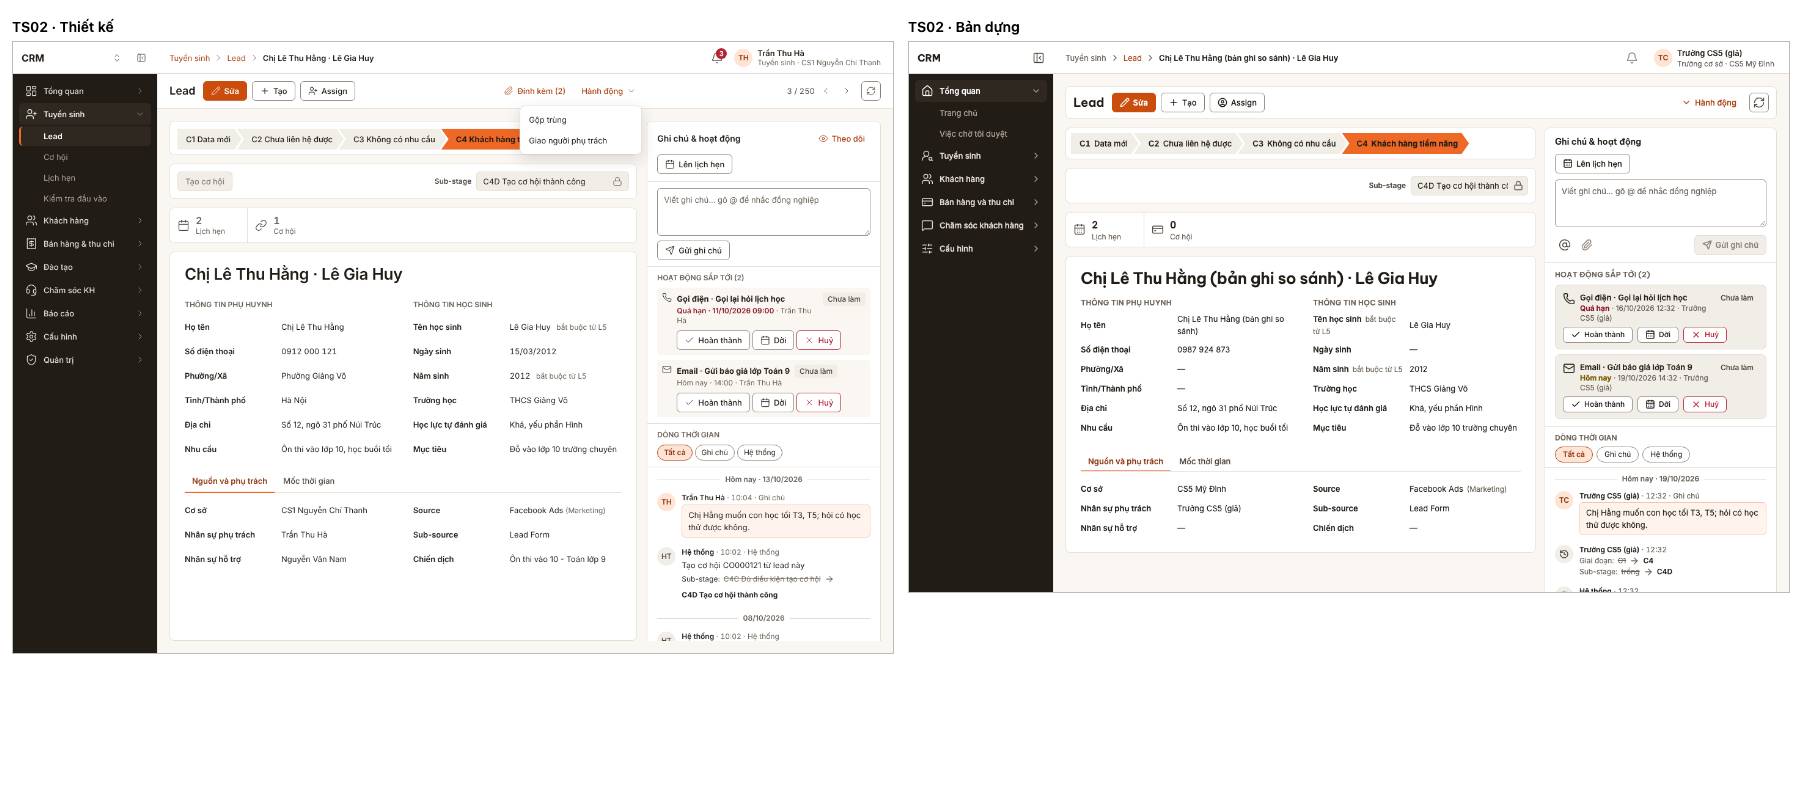 TS02 · Thiết kế
CRM
Tuyển sinh > Lead > Chị Lê Thu Hằng · Lê Gia Huy
3
TH
Trần Thu Hà
Tuyển sinh · CS1 Nguyễn Chí Thanh
Tổng quan
Tuyển sinh
Lead
Cơ hội
Lịch hẹn
Kiểm tra đầu vào
Khách hàng
Bán hàng & thu chi
Đào tạo
Chăm sóc KH
Báo cáo
Cấu hình
Quản trị
Lead
Sửa
Tạo
Assign
Đính kèm (2)
Hành động
3 / 250
Gộp trùng
Giao người phụ trách
C1 Data mới
C2 Chưa liên hệ được
C3 Không có nhu cầu
C4 Khách hàng t
Tạo cơ hội
Sub-stage
C4D Tạo cơ hội thành công
2
Lịch hẹn
1
Cơ hội
Chị Lê Thu Hằng · Lê Gia Huy
THÔNG TIN PHỤ HUYNH
THÔNG TIN HỌC SINH
Họ tên Chị Lê Thu Hằng Tên học sinh Lê Gia Huy bắt buộc từ L5
Số điện thoại 0912 000 121 Ngày sinh 15/03/2012
Phường/Xã Phường Giảng Võ Năm sinh 2012 bắt buộc từ L5
Tỉnh/Thành phố Hà Nội Trường học THCS Giảng Võ
Địa chỉ Số 12, ngõ 31 phố Núi Trúc Học lực tự đánh giá Khá, yếu phần Hình
Nhu cầu Ôn thi vào lớp 10, học buổi tối Mục tiêu Đỗ vào lớp 10 trường chuyên
Nguồn và phụ trách
Mốc thời gian
Cơ sở CS1 Nguyễn Chí Thanh Source Facebook Ads (Marketing)
Nhân sự phụ trách Trần Thu Hà Sub-source Lead Form
Nhân sự hỗ trợ Nguyễn Văn Nam Chiến dịch Ôn thi vào 10 - Toán lớp 9
Ghi chú & hoạt động
Theo dõi
Lên lịch hẹn
Viết ghi chú... gõ @ để nhắc đồng nghiệp
Gửi ghi chú
HOẠT ĐỘNG SẮP TỚI (2)
Gọi điện · Gọi lại hỏi lịch học
Chưa làm
Quá hạn · 11/10/2026 09:00 · Trần Thu
Hà
Hoàn thành
Dời
Huỷ
Email · Gửi báo giá lớp Toán 9
Chưa làm
Hôm nay · 14:00 · Trần Thu Hà
Hoàn thành
Dời
Huỷ
DÒNG THỜI GIAN
Tất cả
Ghi chú
Hệ thống
Hôm nay · 13/10/2026
TH
Trần Thu Hà · 10:04 · Ghi chú
Chị Hằng muốn con học tối T3, T5; hỏi có học
thử được không.
HT
Hệ thống · 10:02 · Hệ thống
Tạo cơ hội CO000121 từ lead này
Sub-stage: C4C Đủ điều kiện tạo cơ hội →
C4D Tạo cơ hội thành công
08/10/2026
HT
Hệ thống · 10:02 · Hệ thống
TS02 · Bản dựng
CRM
Tuyển sinh > Lead > Chị Lê Thu Hằng (bản ghi so sánh) · Lê Gia Huy
TC
Trưởng CS5 (giả)
Trưởng cơ sở · CS5 Mỹ Đình
Tổng quan
Trang chủ
Việc chờ tôi duyệt
Tuyển sinh
Khách hàng
Bán hàng và thu chi
Chăm sóc khách hàng
Cấu hình
Lead
Sửa
Tạo
Assign
Hành động
C1 Data mới
C2 Chưa liên hệ được
C3 Không có nhu cầu
C4 Khách hàng tiềm năng
Sub-stage
C4D Tạo cơ hội thành cô
2
Lịch hẹn
0
Cơ hội
Chị Lê Thu Hằng (bản ghi so sánh) · Lê Gia Huy
THÔNG TIN PHỤ HUYNH
THÔNG TIN HỌC SINH
Họ tên Chị Lê Thu Hằng (bản ghi so
sánh)
Tên học sinh bắt buộc
từ L5
Lê Gia Huy
Số điện thoại 0987 924 873 Ngày sinh —
Phường/Xã — Năm sinh bắt buộc từ L5 2012
Tỉnh/Thành phố — Trường học THCS Giảng Võ
Địa chỉ Số 12, ngõ 31 phố Núi Trúc Học lực tự đánh giá Khá, yếu phần Hình
Nhu cầu Ôn thi vào lớp 10, học buổi tối Mục tiêu Đỗ vào lớp 10 trường chuyên
Nguồn và phụ trách
Mốc thời gian
Cơ sở CS5 Mỹ Đình Source Facebook Ads (Marketing)
Nhân sự phụ trách Trưởng CS5 (giả) Sub-source Lead Form
Nhân sự hỗ trợ — Chiến dịch —
Ghi chú & hoạt động
Lên lịch hẹn
Viết ghi chú... gõ @ để nhắc đồng nghiệp
Gửi ghi chú
HOẠT ĐỘNG SẮP TỚI (2)
Gọi điện · Gọi lại hỏi lịch học
Chưa làm
Quá hạn · 16/10/2026 12:32 · Trưởng
CS5 (giả)
Hoàn thành
Dời
Huỷ
Email · Gửi báo giá lớp Toán 9
Chưa làm
Hôm nay · 19/10/2026 14:32 · Trưởng
CS5 (giả)
Hoàn thành
Dời
Huỷ
DÒNG THỜI GIAN
Tất cả
Ghi chú
Hệ thống
Hôm nay · 19/10/2026
TC
Trưởng CS5 (giả) · 12:32 · Ghi chú
Chị Hằng muốn con học tối T3, T5; hỏi có học
thử được không.
Trưởng CS5 (giả) · 12:32
Giai đoạn: C1 → C4
Sub-stage: trống → C4D
Hệ thống · 12:32